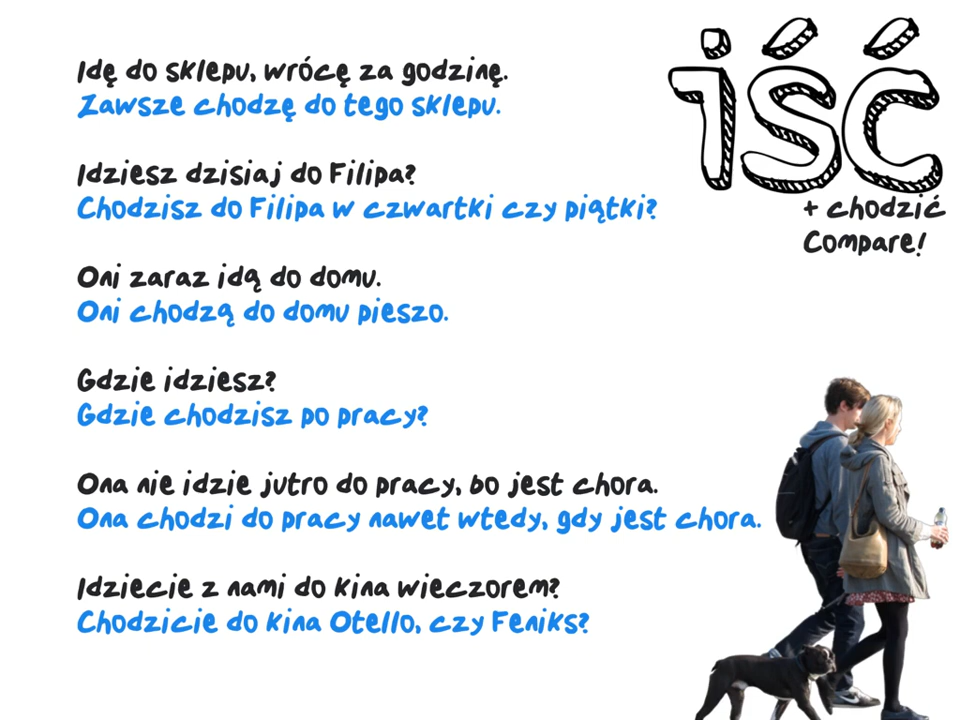 iść
+ chodzić
Compare!
Idę do sklepu, wrócę za godzinę.
Zawsze chodzę do tego sklepu.
Idziesz dzisiaj do Filipa?
Chodzisz do Filipa w czwartki czy piątki?
Oni zaraz idą do domu.
Oni chodzą do domu pieszo.
Gdzie idziesz?
Gdzie chodzisz po pracy?
Ona nie idzie jutro do pracy, bo jest chora.
Ona chodzi do pracy nawet wtedy, gdy jest chora.
Idziecie z nami do kina wieczorem?
Chodzicie do kina Otello, czy Feniks?